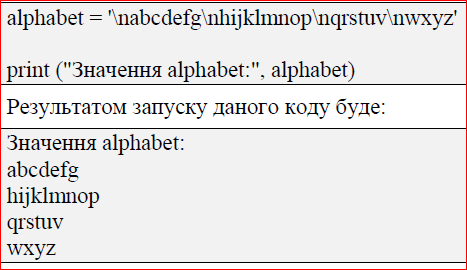 alphabet = '\nabcdefg\nhijklmnop\nqrstuv\nwxyz'
print ("Значення alphabet:", alphabet)
Результатом запуску даного коду буде:
Значення alphabet:
abcdefg
hijklmnop
qrstuv
wxyz